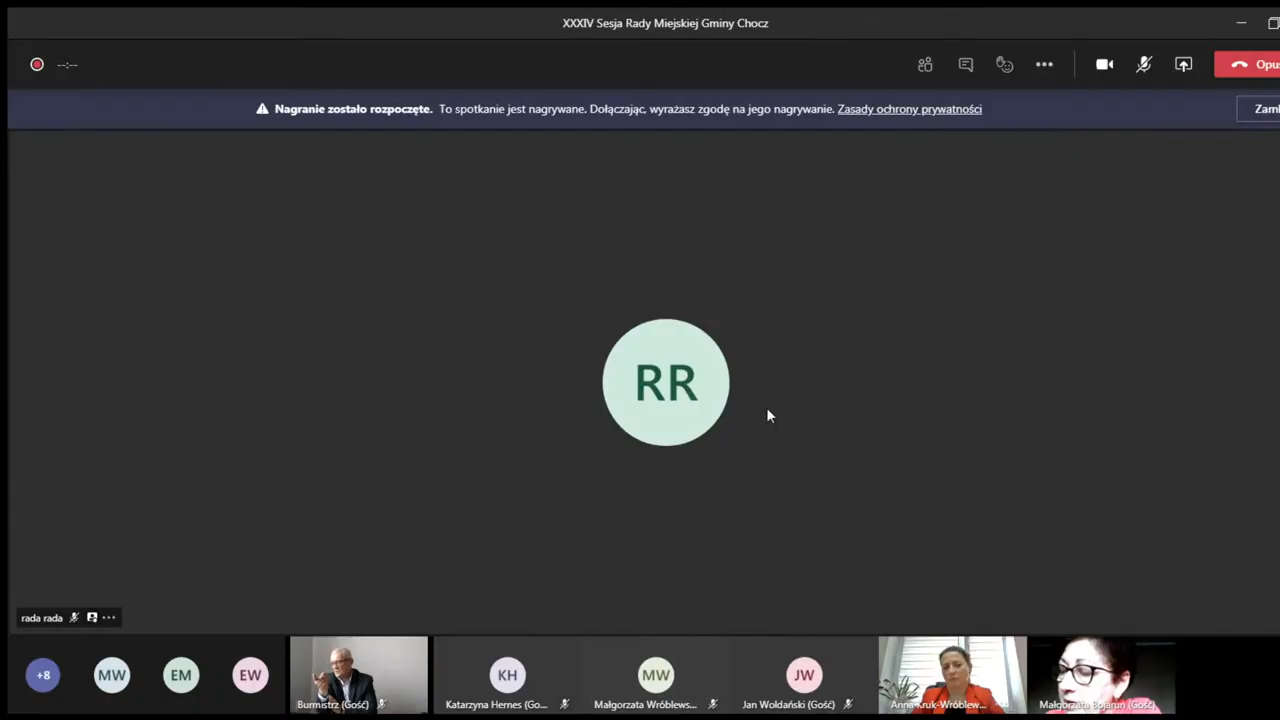 XXXIV Sesja Rady Miejskiej Gminy Chocz
--:--
Opu
Nagranie zostało rozpoczęte. To spotkanie jest nagrywane. Dołączając, wyrażasz zgodę na jego nagrywanie. Zasady ochrony prywatności
Zam
RR
rada rada
+8
MW
EM
EW
KH
MW
JW
Burmistrz (Gość)
Katarzyna Hernes (Go...
Małgorzata Wróblews...
Jan Woldański (Gość)
Anna Kruk-Wróblew...
Małgorzata Bojarun (Gość)